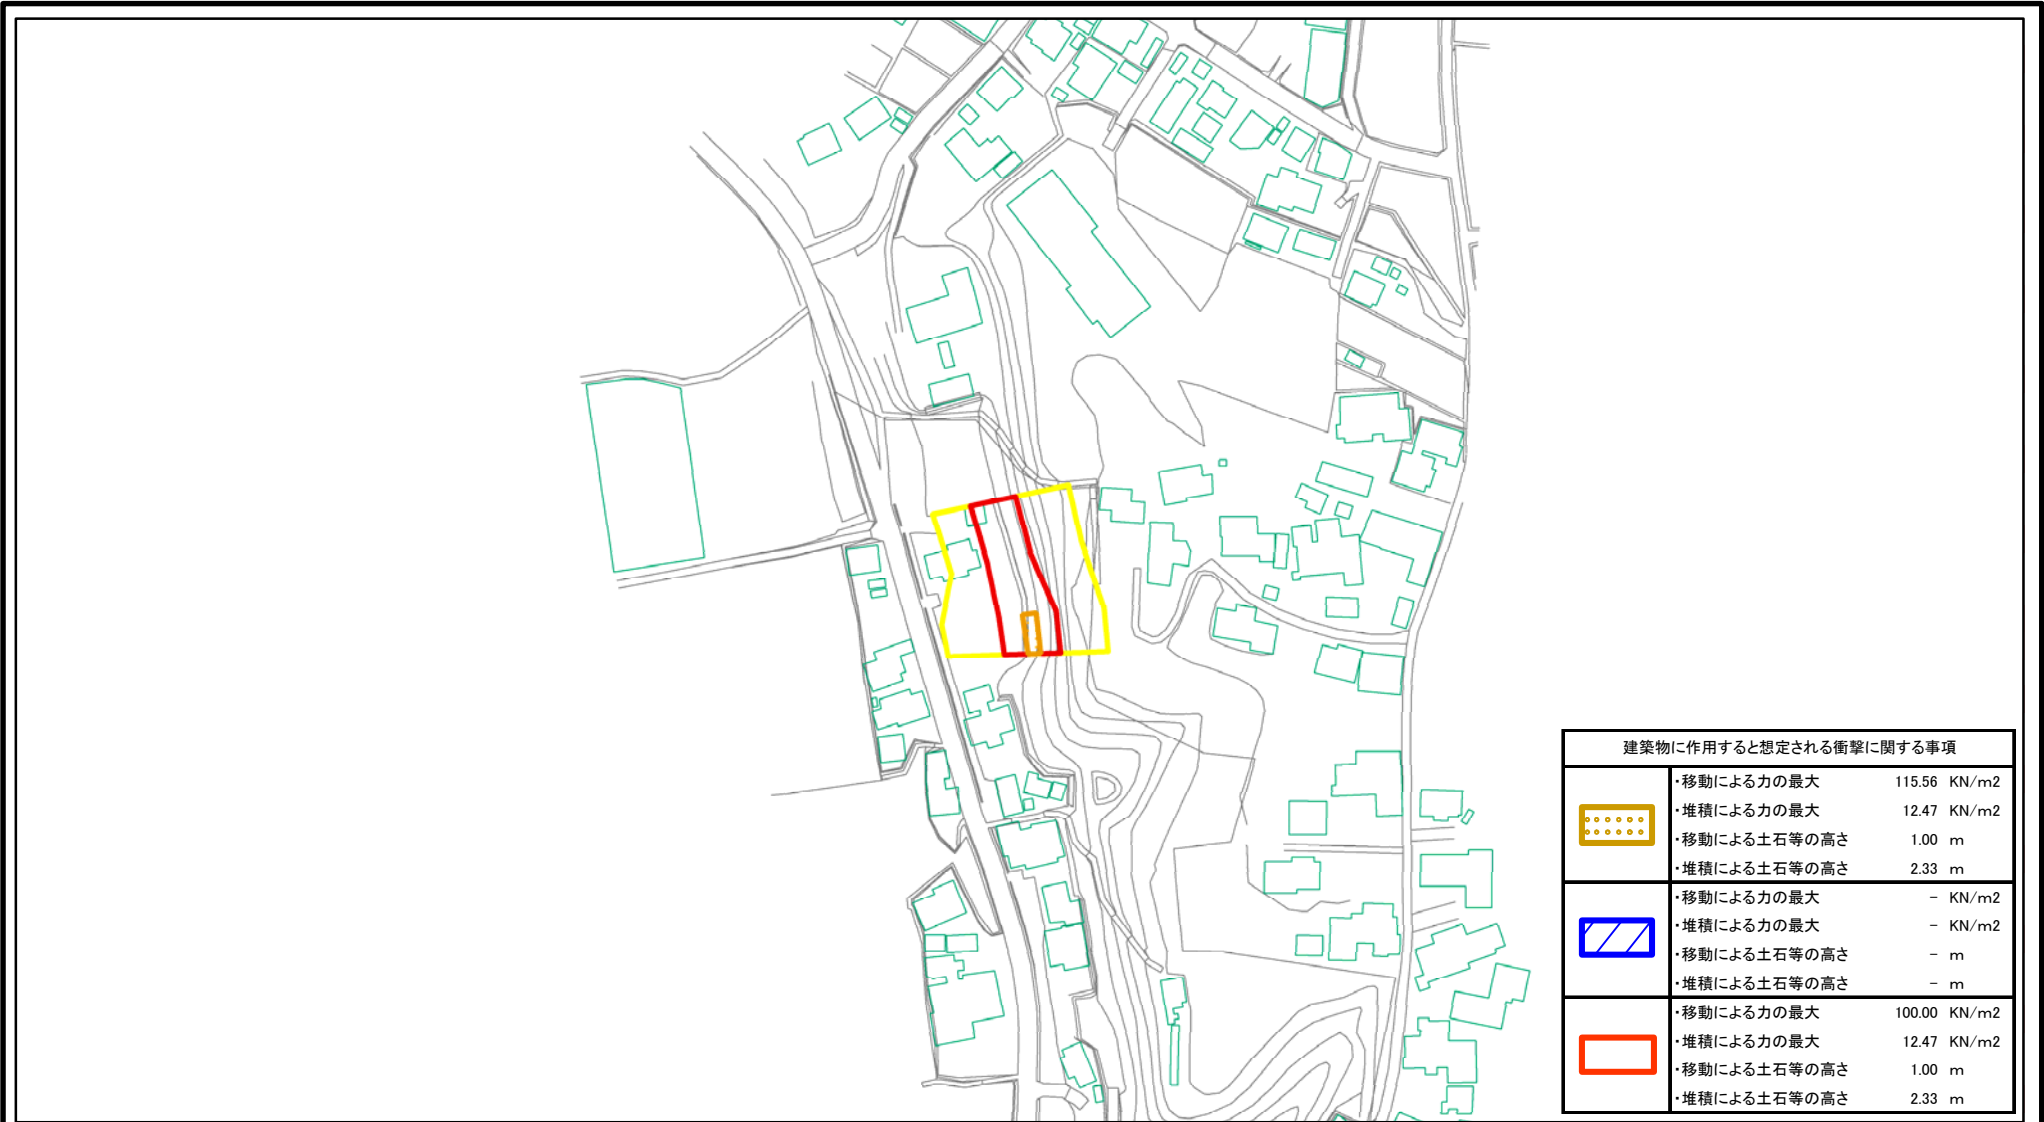 建築物に作用すると想定される衝撃に関する事項
・移動による力の最大 115.56 KN/m2
・堆積による力の最大 12.47 KN/m2
・移動による土石等の高さ 1.00 m
・堆積による土石等の高さ 2.33 m
・移動による力の最大 - KN/m2
・堆積による力の最大 - KN/m2
・移動による土石等の高さ - m
・堆積による土石等の高さ - m
・移動による力の最大 100.00 KN/m2
・堆積による力の最大 12.47 KN/m2
・移動による土石等の高さ 1.00 m
・堆積による土石等の高さ 2.33 m